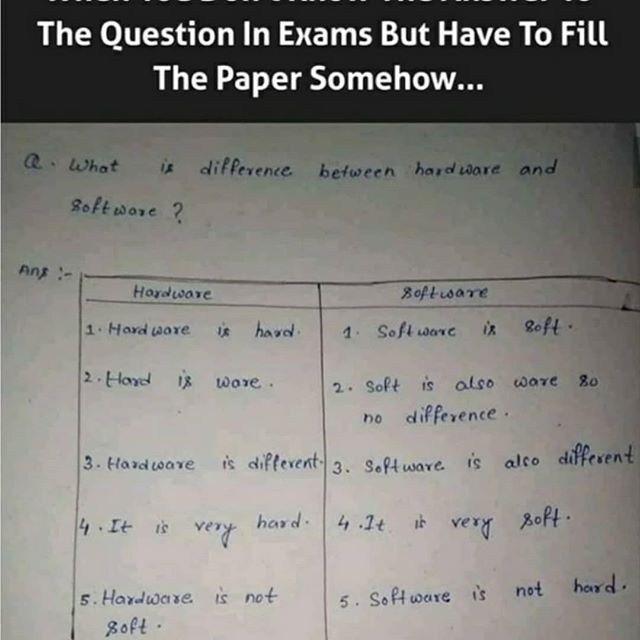 The Question In Exams But Have To Fill
The Paper Somehow...
Q. What is difference between hardware and
Software ?
Ans :-
Hardware
Software
1. Hardware is hard.
1. Software is soft.
2. Hard is ware.
2. Soft is also ware so
no difference.
3. Hardware is different.
3. Software is also different
4. It is very hard.
4. It is very soft.
5. Hardware is not
soft.
5. Software is not hard.